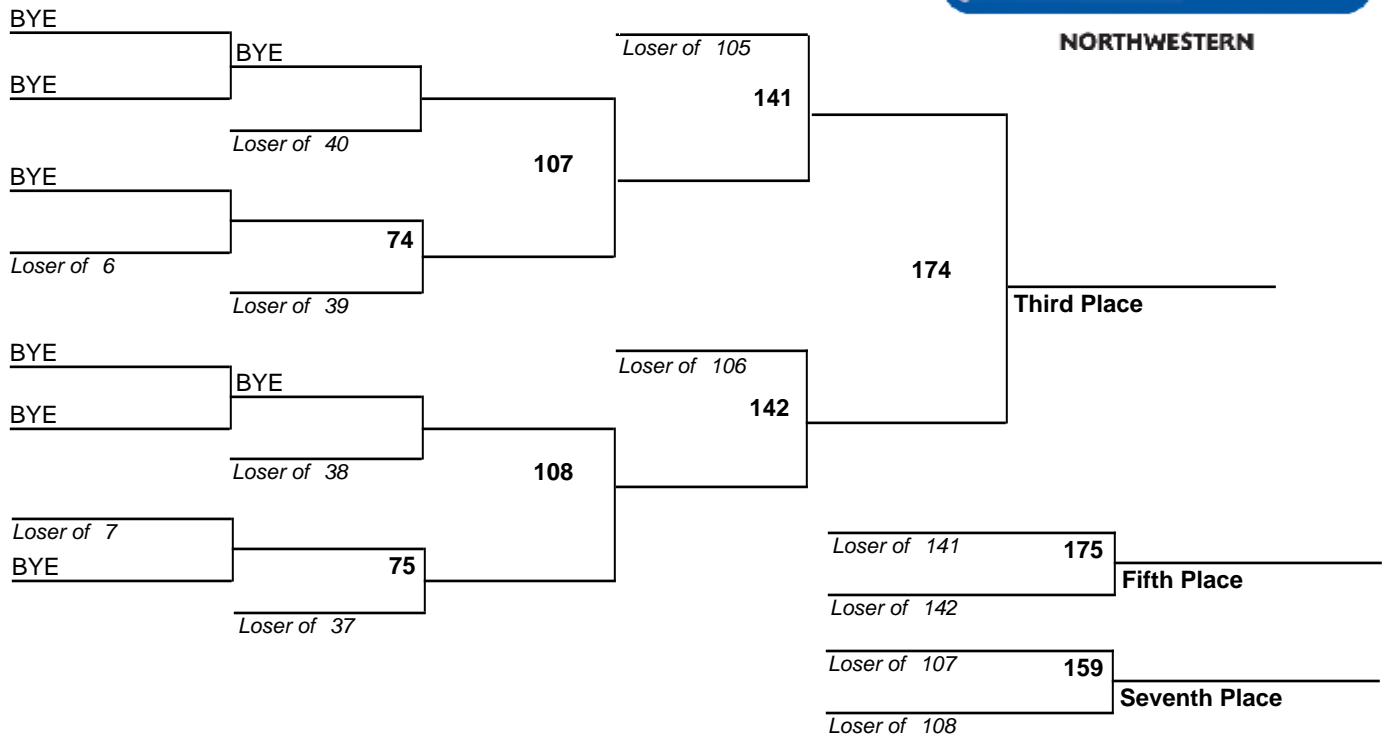 BYE
NORTHWESTERN
BYE
Loser of 105
BYE
141
Loser of 40
107
BYE
74
Loser of 6
174
Loser of 39
Third Place
BYE
Loser of 106
BYE
BYE
142
Loser of 38
108
Loser of 7
Loser of 141
175
BYE
75
Fifth Place
Loser of 142
Loser of 37
Loser of 107
159
Seventh Place
Loser of 108